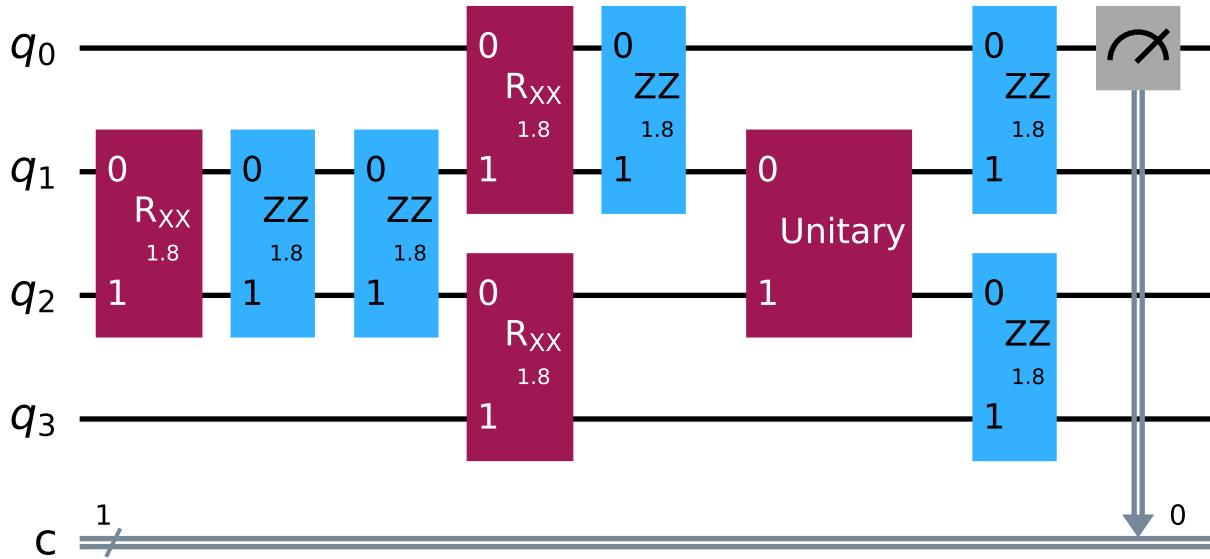 q0 0 0 0
RXX ZZ ZZ
1.8 1.8 1.8
q1 0 0 0 1 1 0 1
RXX ZZ ZZ Unitary
1.8 1.8 1.8
q2 1 1 1 0 1 0
RXX ZZ
1.8 1.8
q3 1 1
1 0
c